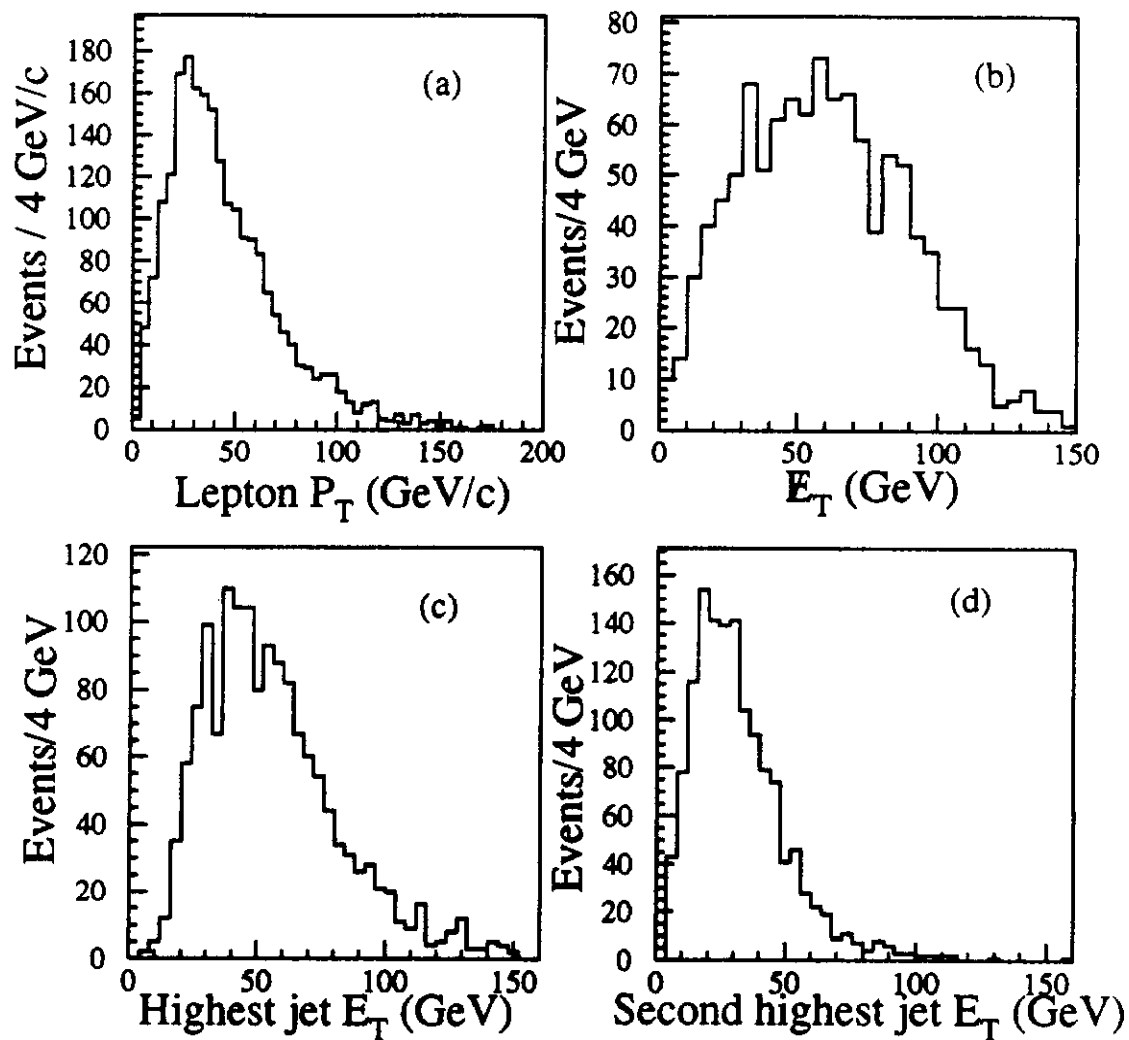 (a)
Events / 4 GeV/c
180
160
140
120
100
80
60
40
20
0
0 50 100 150 200
Lepton P_T (GeV/c)
(b)
Events/4 GeV
80
70
60
50
40
30
20
10
0
0 50 100 150
E̸_T (GeV)
(c)
Events/4 GeV
120
100
80
60
40
20
0
0 50 100 150
Highest jet E_T (GeV)
(d)
Events/4 GeV
160
140
120
100
80
60
40
20
0
0 50 100 150
Second highest jet E_T (GeV)